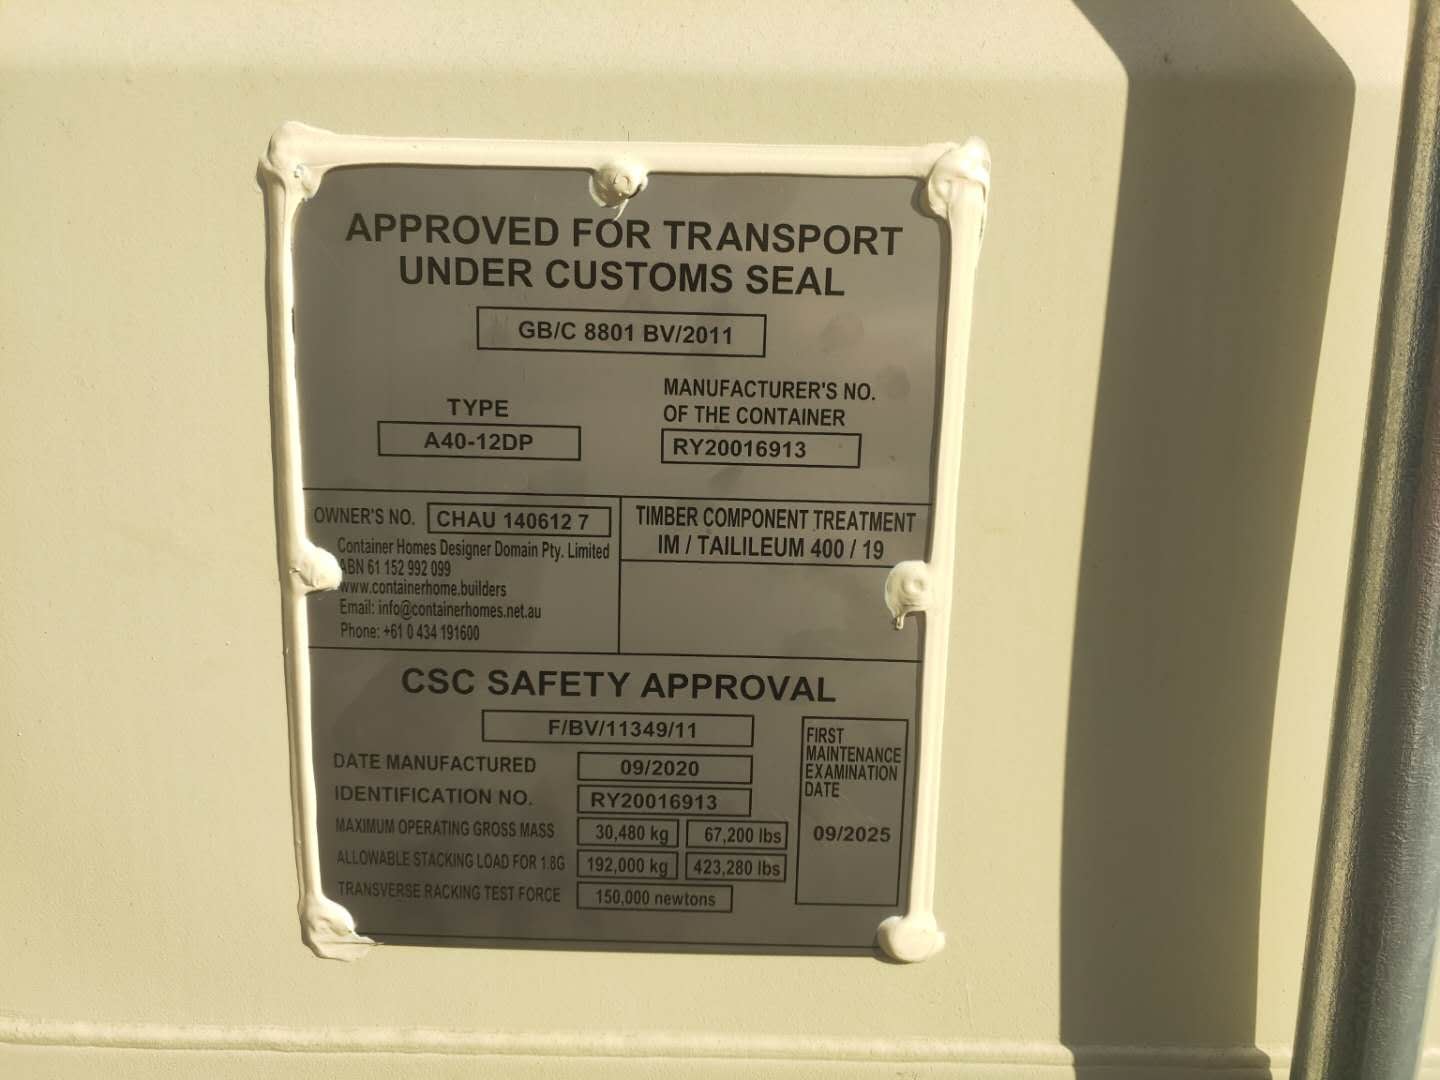 APPROVED FOR TRANSPORT
UNDER CUSTOMS SEAL
GB/C 8801 BV/2011
TYPE
A40-12DP
MANUFACTURER'S NO.
OF THE CONTAINER
RY20016913
OWNER'S NO. CHAU 140612 7
Container Homes Designer Domain Pty. Limited
ABN 61 152 992 099
www.containerhome.builders
Email: info@containerhomes.net.au
Phone: +61 0 434 191600
TIMBER COMPONENT TREATMENT
IM / TAILILEUM 400 / 19
CSC SAFETY APPROVAL
F/BV/11349/11
DATE MANUFACTURED 09/2020
IDENTIFICATION NO. RY20016913
MAXIMUM OPERATING GROSS MASS 30,480 kg 67,200 lbs
ALLOWABLE STACKING LOAD FOR 1.8G 192,000 kg 423,280 lbs
TRANSVERSE RACKING TEST FORCE 150,000 newtons
FIRST
MAINTENANCE
EXAMINATION
DATE
09/2025